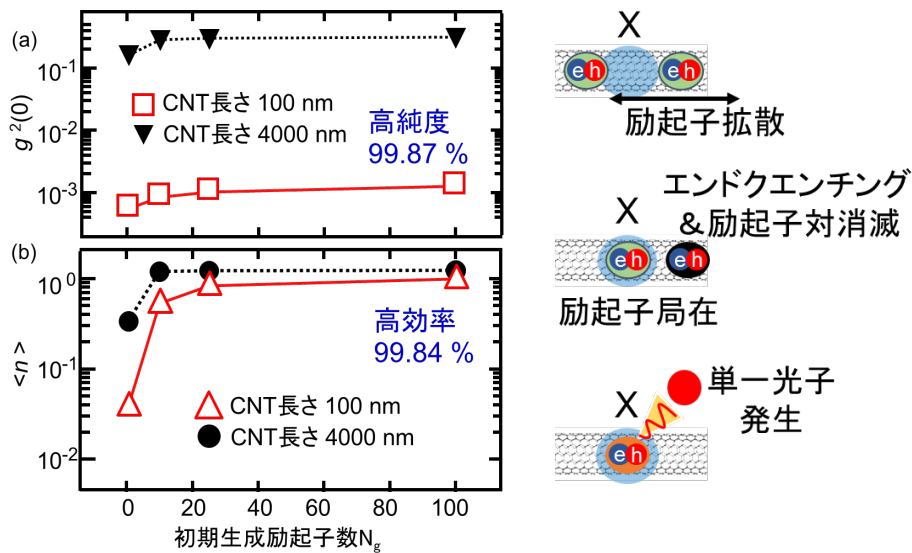 (a)
g²(0)
10⁻¹
10⁻²
10⁻³
CNT長さ 100 nm
CNT長さ 4000 nm
高純度
99.87 %
(b)
<n>
10⁰
10⁻¹
10⁻²
高効率
99.84 %
CNT長さ 100 nm
CNT長さ 4000 nm
0 20 40 60 80 100
初期生成励起子数Ng
X
e h e h
励起子拡散
エンドクエンチング
&励起子対消滅
X
e h e h
励起子局在
単一光子
発生
X
e h